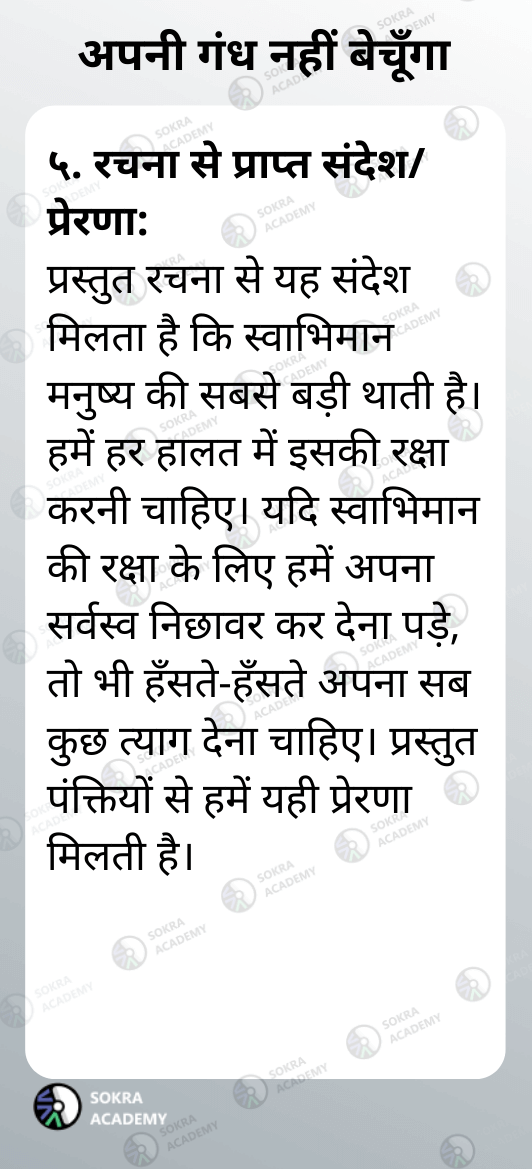 अपनी गंध नहीं बेचूँगा
५. रचना से प्राप्त संदेश/
प्रेरणा:
प्रस्तुत रचना से यह संदेश
मिलता है कि स्वाभिमान
मनुष्य की सबसे बड़ी थाती है।
हमें हर हालत में इसकी रक्षा
करनी चाहिए। यदि स्वाभिमान
की रक्षा के लिए हमें अपना
सर्वस्व निछावर कर देना पड़े,
तो भी हँसते-हँसते अपना सब
कुछ त्याग देना चाहिए। प्रस्तुत
पंक्तियों से हमें यही प्रेरणा
मिलती है।
SOKRA
ACADEMY